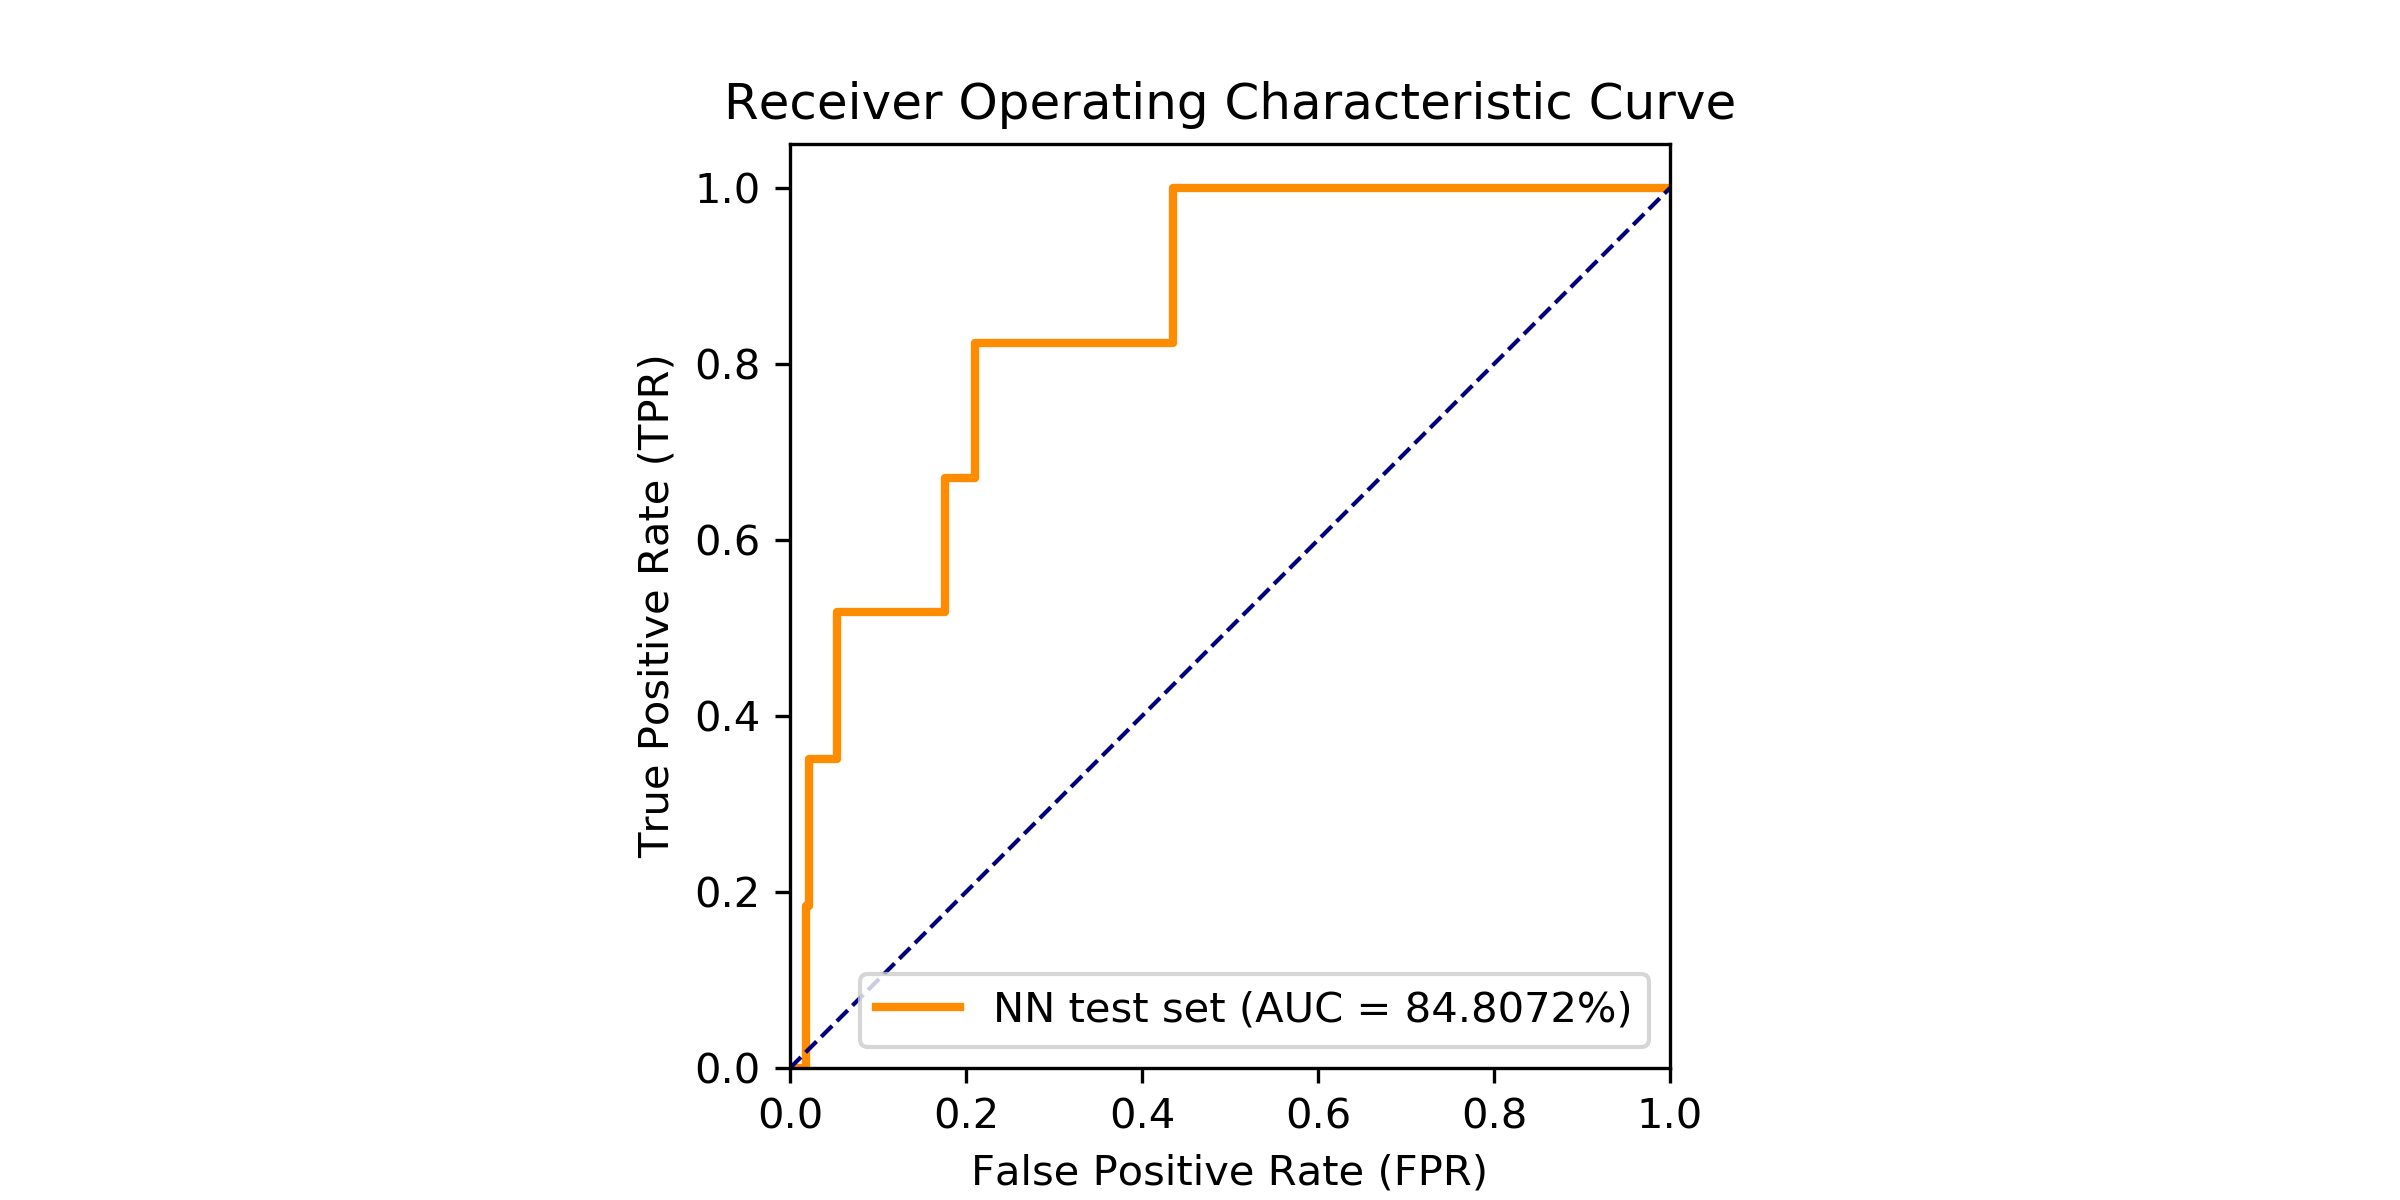 Receiver Operating Characteristic Curve
1.0
0.8
0.6
0.4
0.2
0.0
True Positive Rate (TPR)
NN test set (AUC = 84.8072%)
0.0 0.2 0.4 0.6 0.8 1.0
False Positive Rate (FPR)